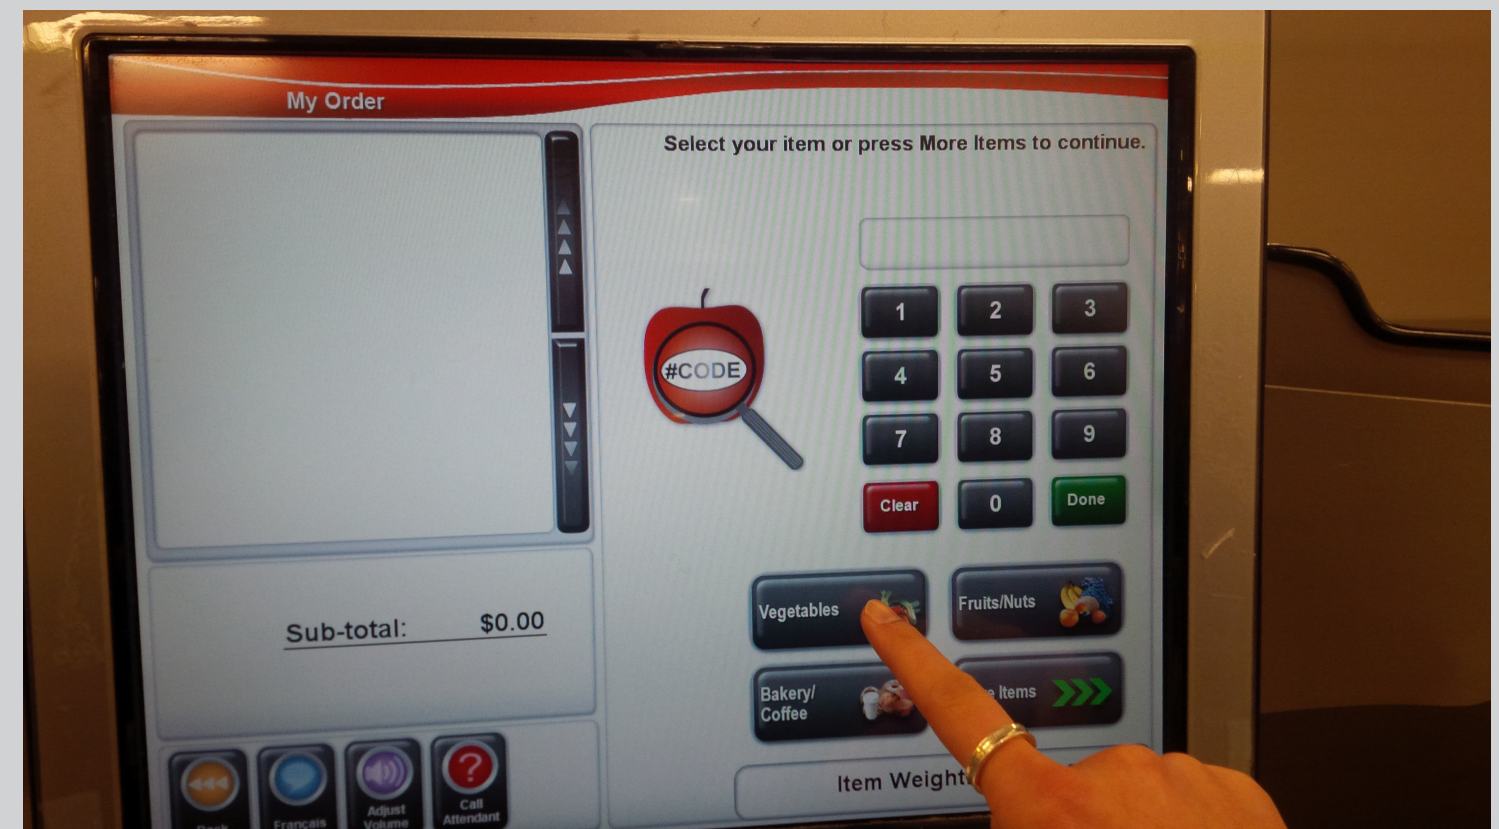 My Order
Select your item or press More Items to continue.
#CODE
1
2
3
4
5
6
7
8
9
Clear
0
Done
Vegetables
Fruits/Nuts
Bakery/
Coffee
Items
Sub-total:
$0.00
Item Weight
Français
Adjust
Volume
Call
Attendant